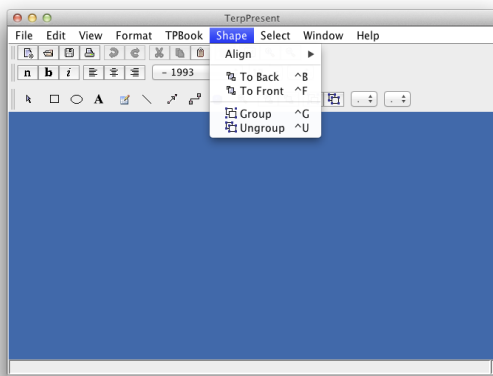 TerpPresent
File Edit View Format TPBook Shape Select Window Help
Align
n b i - 1993
To Back ^B
To Front ^F
A
Group ^G
Ungroup ^U